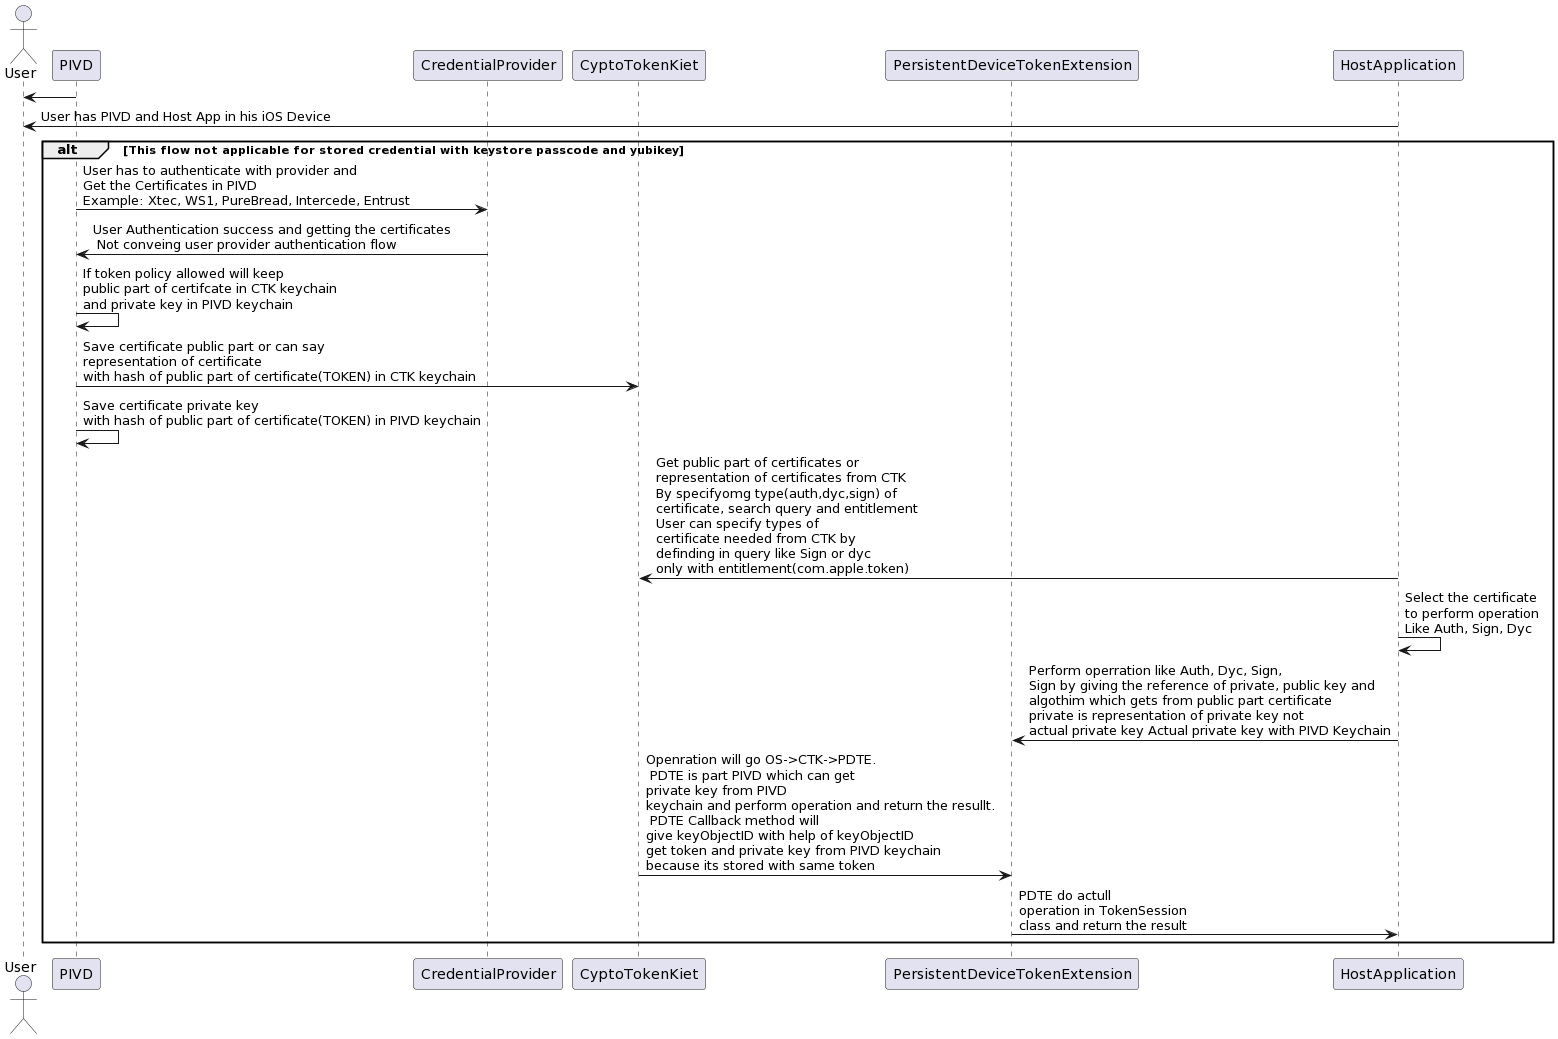 User
PIVD
CredentialProvider
CyptoTokenKiet
PersistentDeviceTokenExtension
HostApplication
User has PIVD and Host App in his iOS Device
alt
[This flow not applicable for stored credential with keystore passcode and yubikey]
User has to authenticate with provider and
Get the Certificates in PIVD
Example: Xtec, WS1, PureBread, Intercede, Entrust
User Authentication success and getting the certificates
Not conveing user provider authentication flow
If token policy allowed will keep
public part of certifcate in CTK keychain
and private key in PIVD keychain
Save certificate public part or can say
representation of certificate
with hash of public part of certificate(TOKEN) in CTK keychain
Save certificate private key
with hash of public part of certificate(TOKEN) in PIVD keychain
Get public part of certificates or
representation of certificates from CTK
By specifyomg type(auth,dyc,sign) of
certificate, search query and entitlement
User can specify types of
certificate needed from CTK by
definding in query like Sign or dyc
only with entitlement(com.apple.token)
Select the certificate
to perform operation
Like Auth, Sign, Dyc
Perform operration like Auth, Dyc, Sign,
Sign by giving the reference of private, public key and
algothim which gets from public part certificate
private is representation of private key not
actual private key Actual private key with PIVD Keychain
Openration will go OS->CTK->PDTE.
PDTE is part PIVD which can get
private key from PIVD
keychain and perform operation and return the resullt.
PDTE Callback method will
give keyObjectID with help of keyObjectID
get token and private key from PIVD keychain
because its stored with same token
PDTE do actull
operation in TokenSession
class and return the result
User
PIVD
CredentialProvider
CyptoTokenKiet
PersistentDeviceTokenExtension
HostApplication